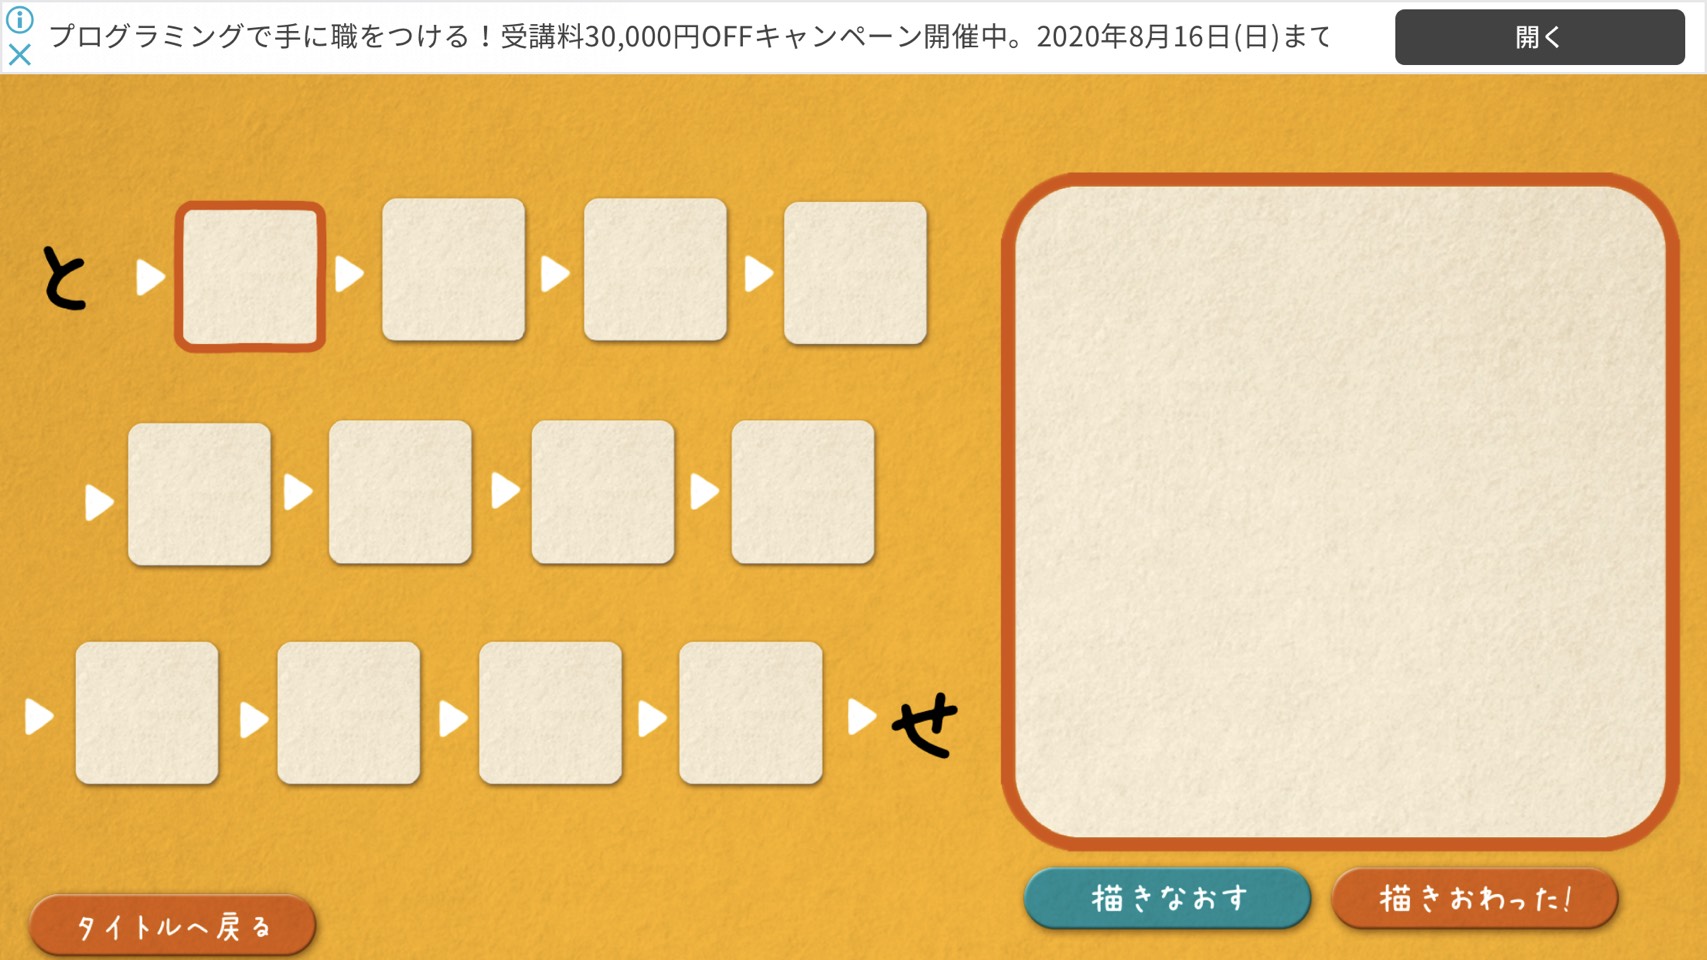 プログラミングで手に職をつける！受講料30,000円OFFキャンペーン開催中。2020年8月16日(日)まで
開く
と
せ
描きなおす
描きおわった!
タイトルへ戻る